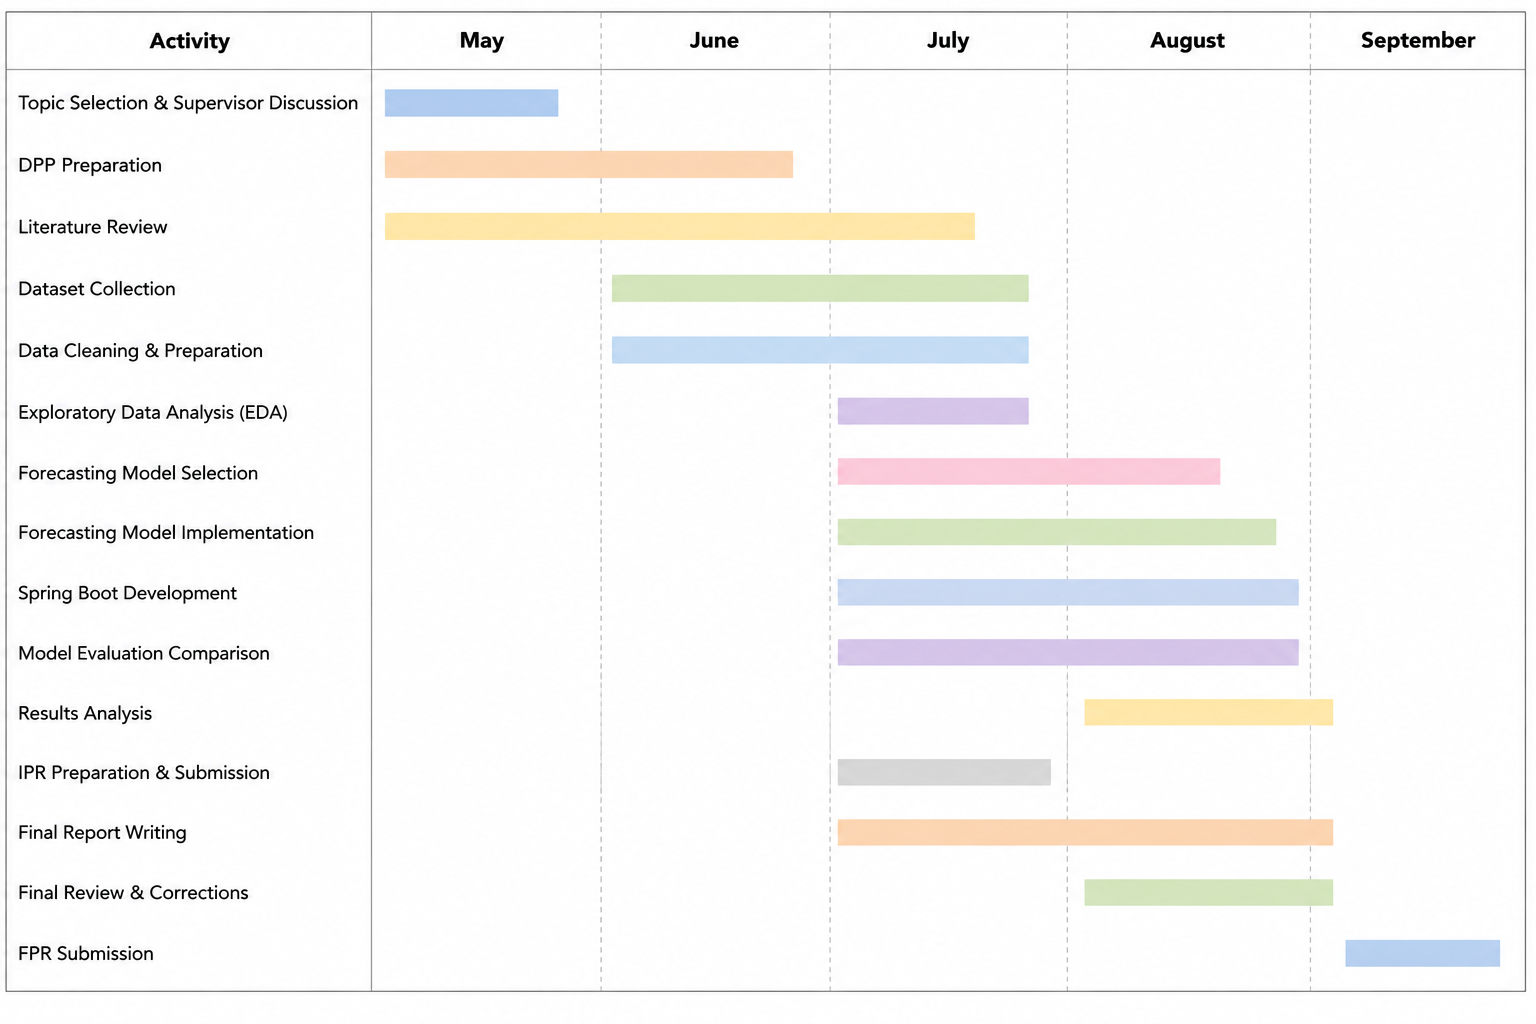 Activity May June July August September
Topic Selection & Supervisor Discussion
DPP Preparation
Literature Review
Dataset Collection
Data Cleaning & Preparation
Exploratory Data Analysis (EDA)
Forecasting Model Selection
Forecasting Model Implementation
Spring Boot Development
Model Evaluation Comparison
Results Analysis
IPR Preparation & Submission
Final Report Writing
Final Review & Corrections
FPR Submission